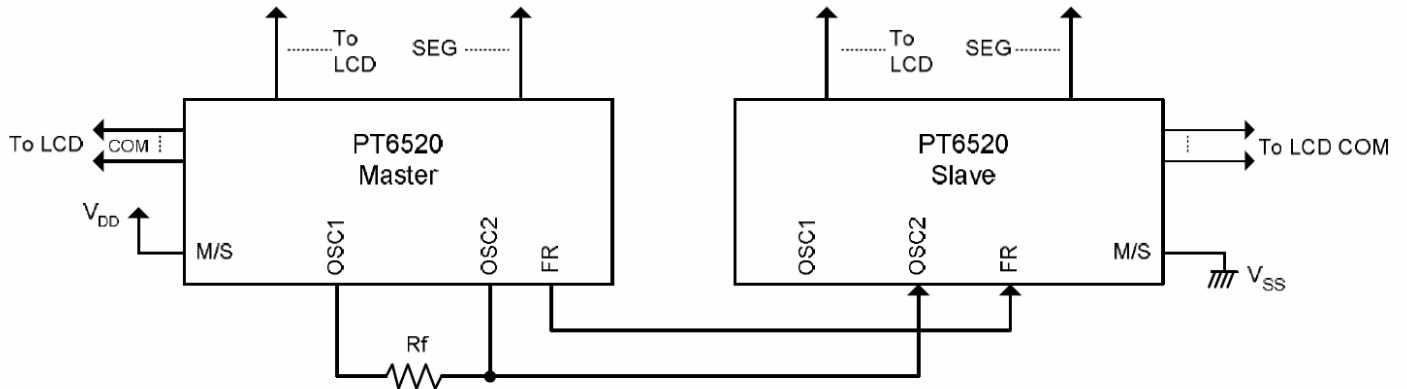 To LCD
SEG
To LCD
SEG
To LCD
COM
PT6520
Master
PT6520
Slave
To LCD COM
VDD
M/S
OSC1
OSC2
FR
OSC1
OSC2
FR
M/S
VSS
Rf